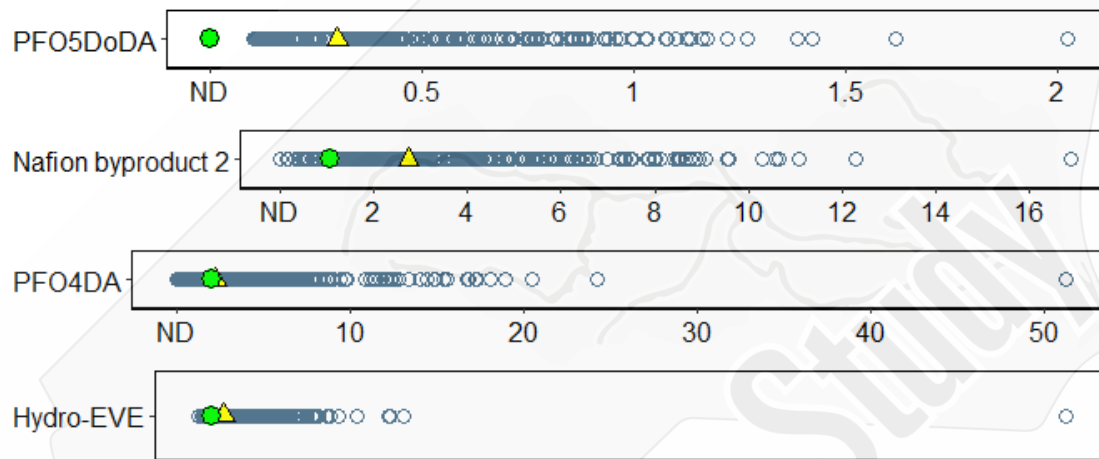 PFO5DoDA
ND 0.5 1 1.5 2
Nafion byproduct 2
ND 2 4 6 8 10 12 14 16
PFO4DA
ND 10 20 30 40 50
Hydro-EVE
Study